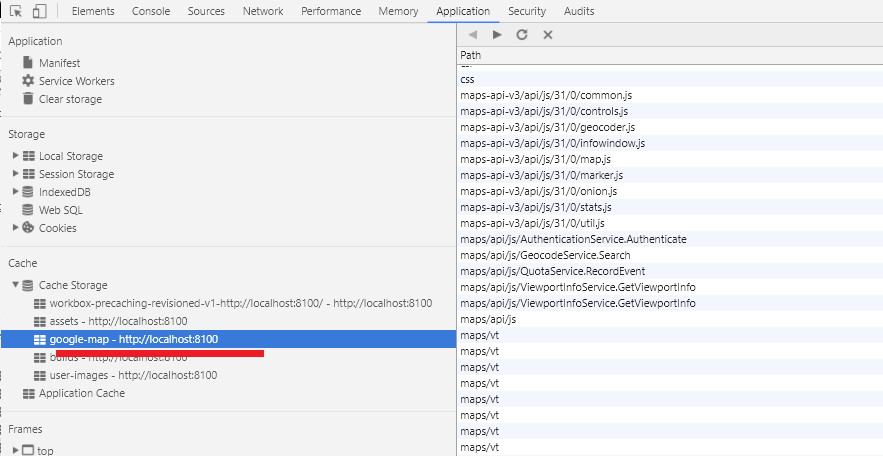 Elements Console Sources Network Performance Memory Application Security Audits
Application
Manifest
Service Workers
Clear storage
Storage
Local Storage
Session Storage
IndexedDB
Web SQL
Cookies
Cache
Cache Storage
workbox-precaching-revisioned-v1-http://localhost:8100/ - http://localhost:8100
assets - http://localhost:8100
google-map - http://localhost:8100
builds - http://localhost:8100
user-images - http://localhost:8100
Application Cache
Frames
top
Path
css
maps-api-v3/api/js/31/0/common.js
maps-api-v3/api/js/31/0/controls.js
maps-api-v3/api/js/31/0/geocoder.js
maps-api-v3/api/js/31/0/infowindow.js
maps-api-v3/api/js/31/0/map.js
maps-api-v3/api/js/31/0/marker.js
maps-api-v3/api/js/31/0/onion.js
maps-api-v3/api/js/31/0/stats.js
maps-api-v3/api/js/31/0/util.js
maps/api/js/AuthenticationService.Authenticate
maps/api/js/GeocodeService.Search
maps/api/js/QuotaService.RecordEvent
maps/api/js/ViewportInfoService.GetViewportInfo
maps/api/js/ViewportInfoService.GetViewportInfo
maps/api/js
maps/vt
maps/vt
maps/vt
maps/vt
maps/vt
maps/vt
maps/vt
maps/vt